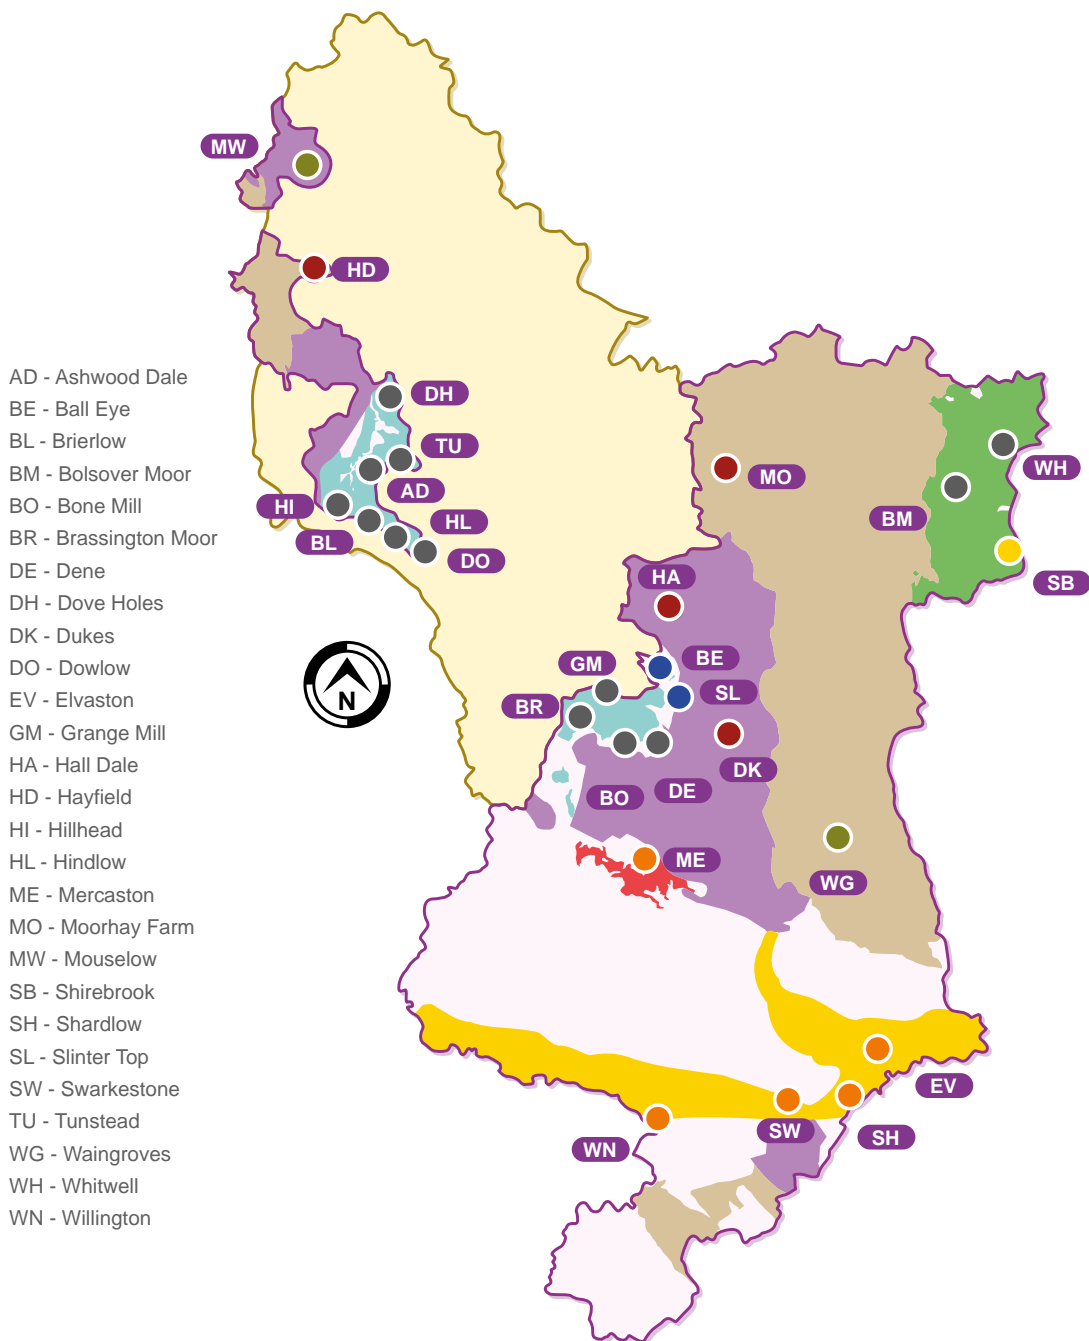 AD - Ashwood Dale
BE - Ball Eye
BL - Brierlow
BM - Bolsover Moor
BO - Bone Mill
BR - Brassington Moor
DE - Dene
DH - Dove Holes
DK - Dukes
DO - Dowlow
EV - Elvaston
GM - Grange Mill
HA - Hall Dale
HD - Hayfield
HI - Hillhead
HL - Hindlow
ME - Mercaston
MO - Moorhay Farm
MW - Mouselow
SB - Shirebrook
SH - Shardlow
SL - Slinter Top
SW - Swarkestone
TU - Tunstead
WG - Waingroves
WH - Whitwell
WN - Willington
MW
HD
DH
TU
AD
HI
HL
BL
DO
MO
WH
BM
SB
HA
BE
GM
SL
BR
N
DK
DE
BO
ME
WG
EV
SW
SH
WN